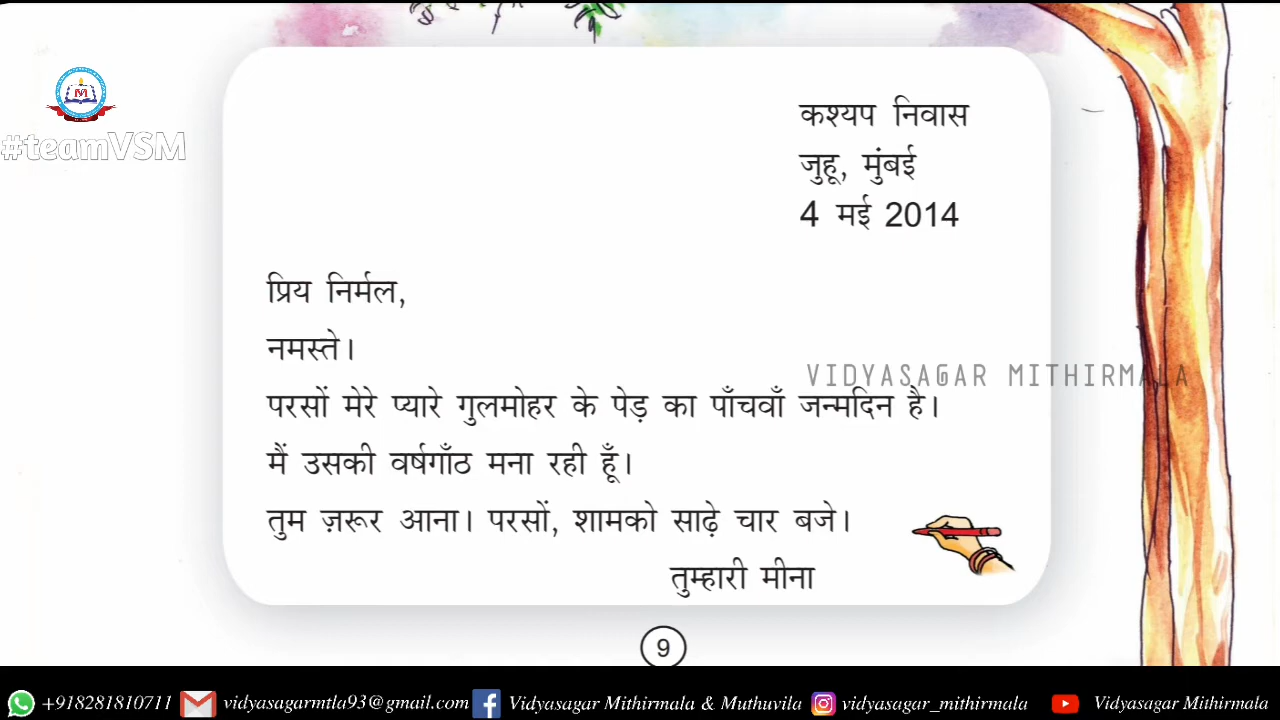 #teamVSM
कश्यप निवास
जुहू, मुंबई
4 मई 2014
प्रिय निर्मल,
नमस्ते।
VIDYASAGAR MITHIRMALA
परसों मेरे प्यारे गुलमोहर के पेड़ का पाँचवाँ जन्मदिन है।
मैं उसकी वर्षगाँठ मना रही हूँ।
तुम ज़रूर आना। परसों, शामको साढ़े चार बजे।
तुम्हारी मीना
9
+918281810711 vidyasagarmtla93@gmail.com Vidyasagar Mithirmala & Muthuvila vidyasagar_mithirmala Vidyasagar Mithirmala